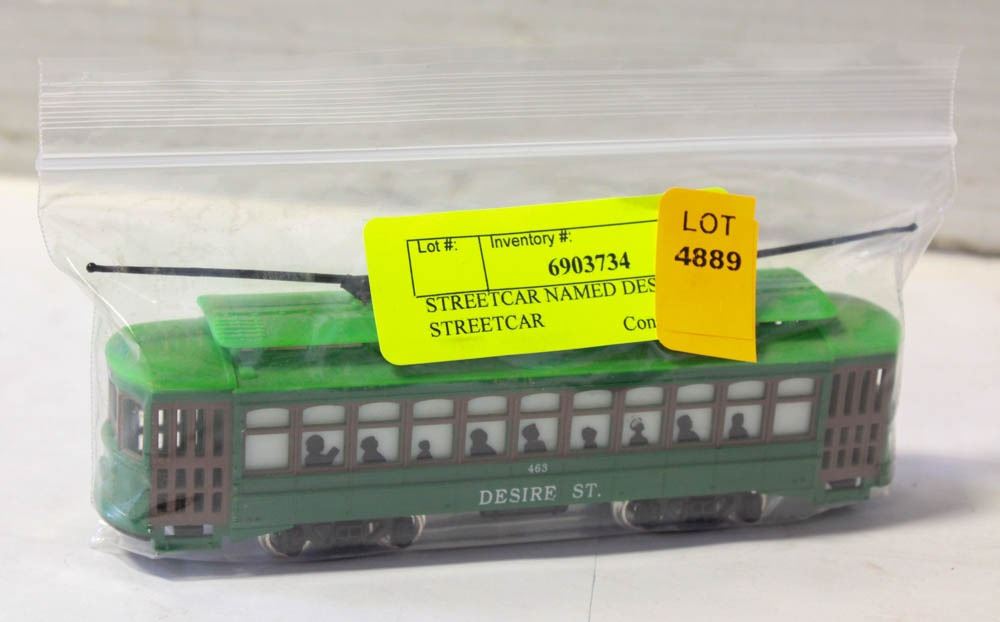 Lot #: Inventory #:
6903734
STREETCAR NAMED DES
STREETCAR Con
LOT
4889
463
DESIRE ST.